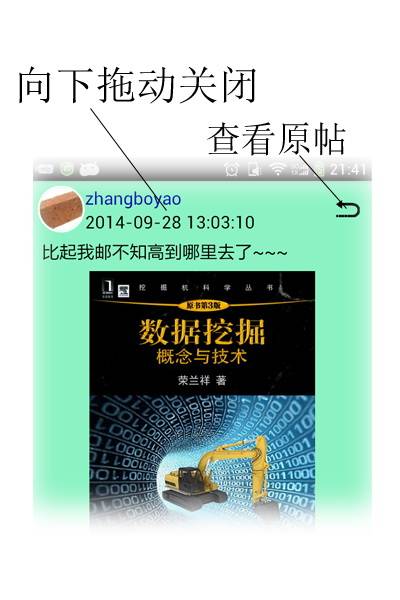 向下拖动关闭
查看原帖
21:41
zhangboyao
2014-09-28 13:03:10
比起我邮不知高到哪里去了~~~
挖掘机·科学丛书
原书第3版
数据挖掘
概念与技术
荣兰祥 著